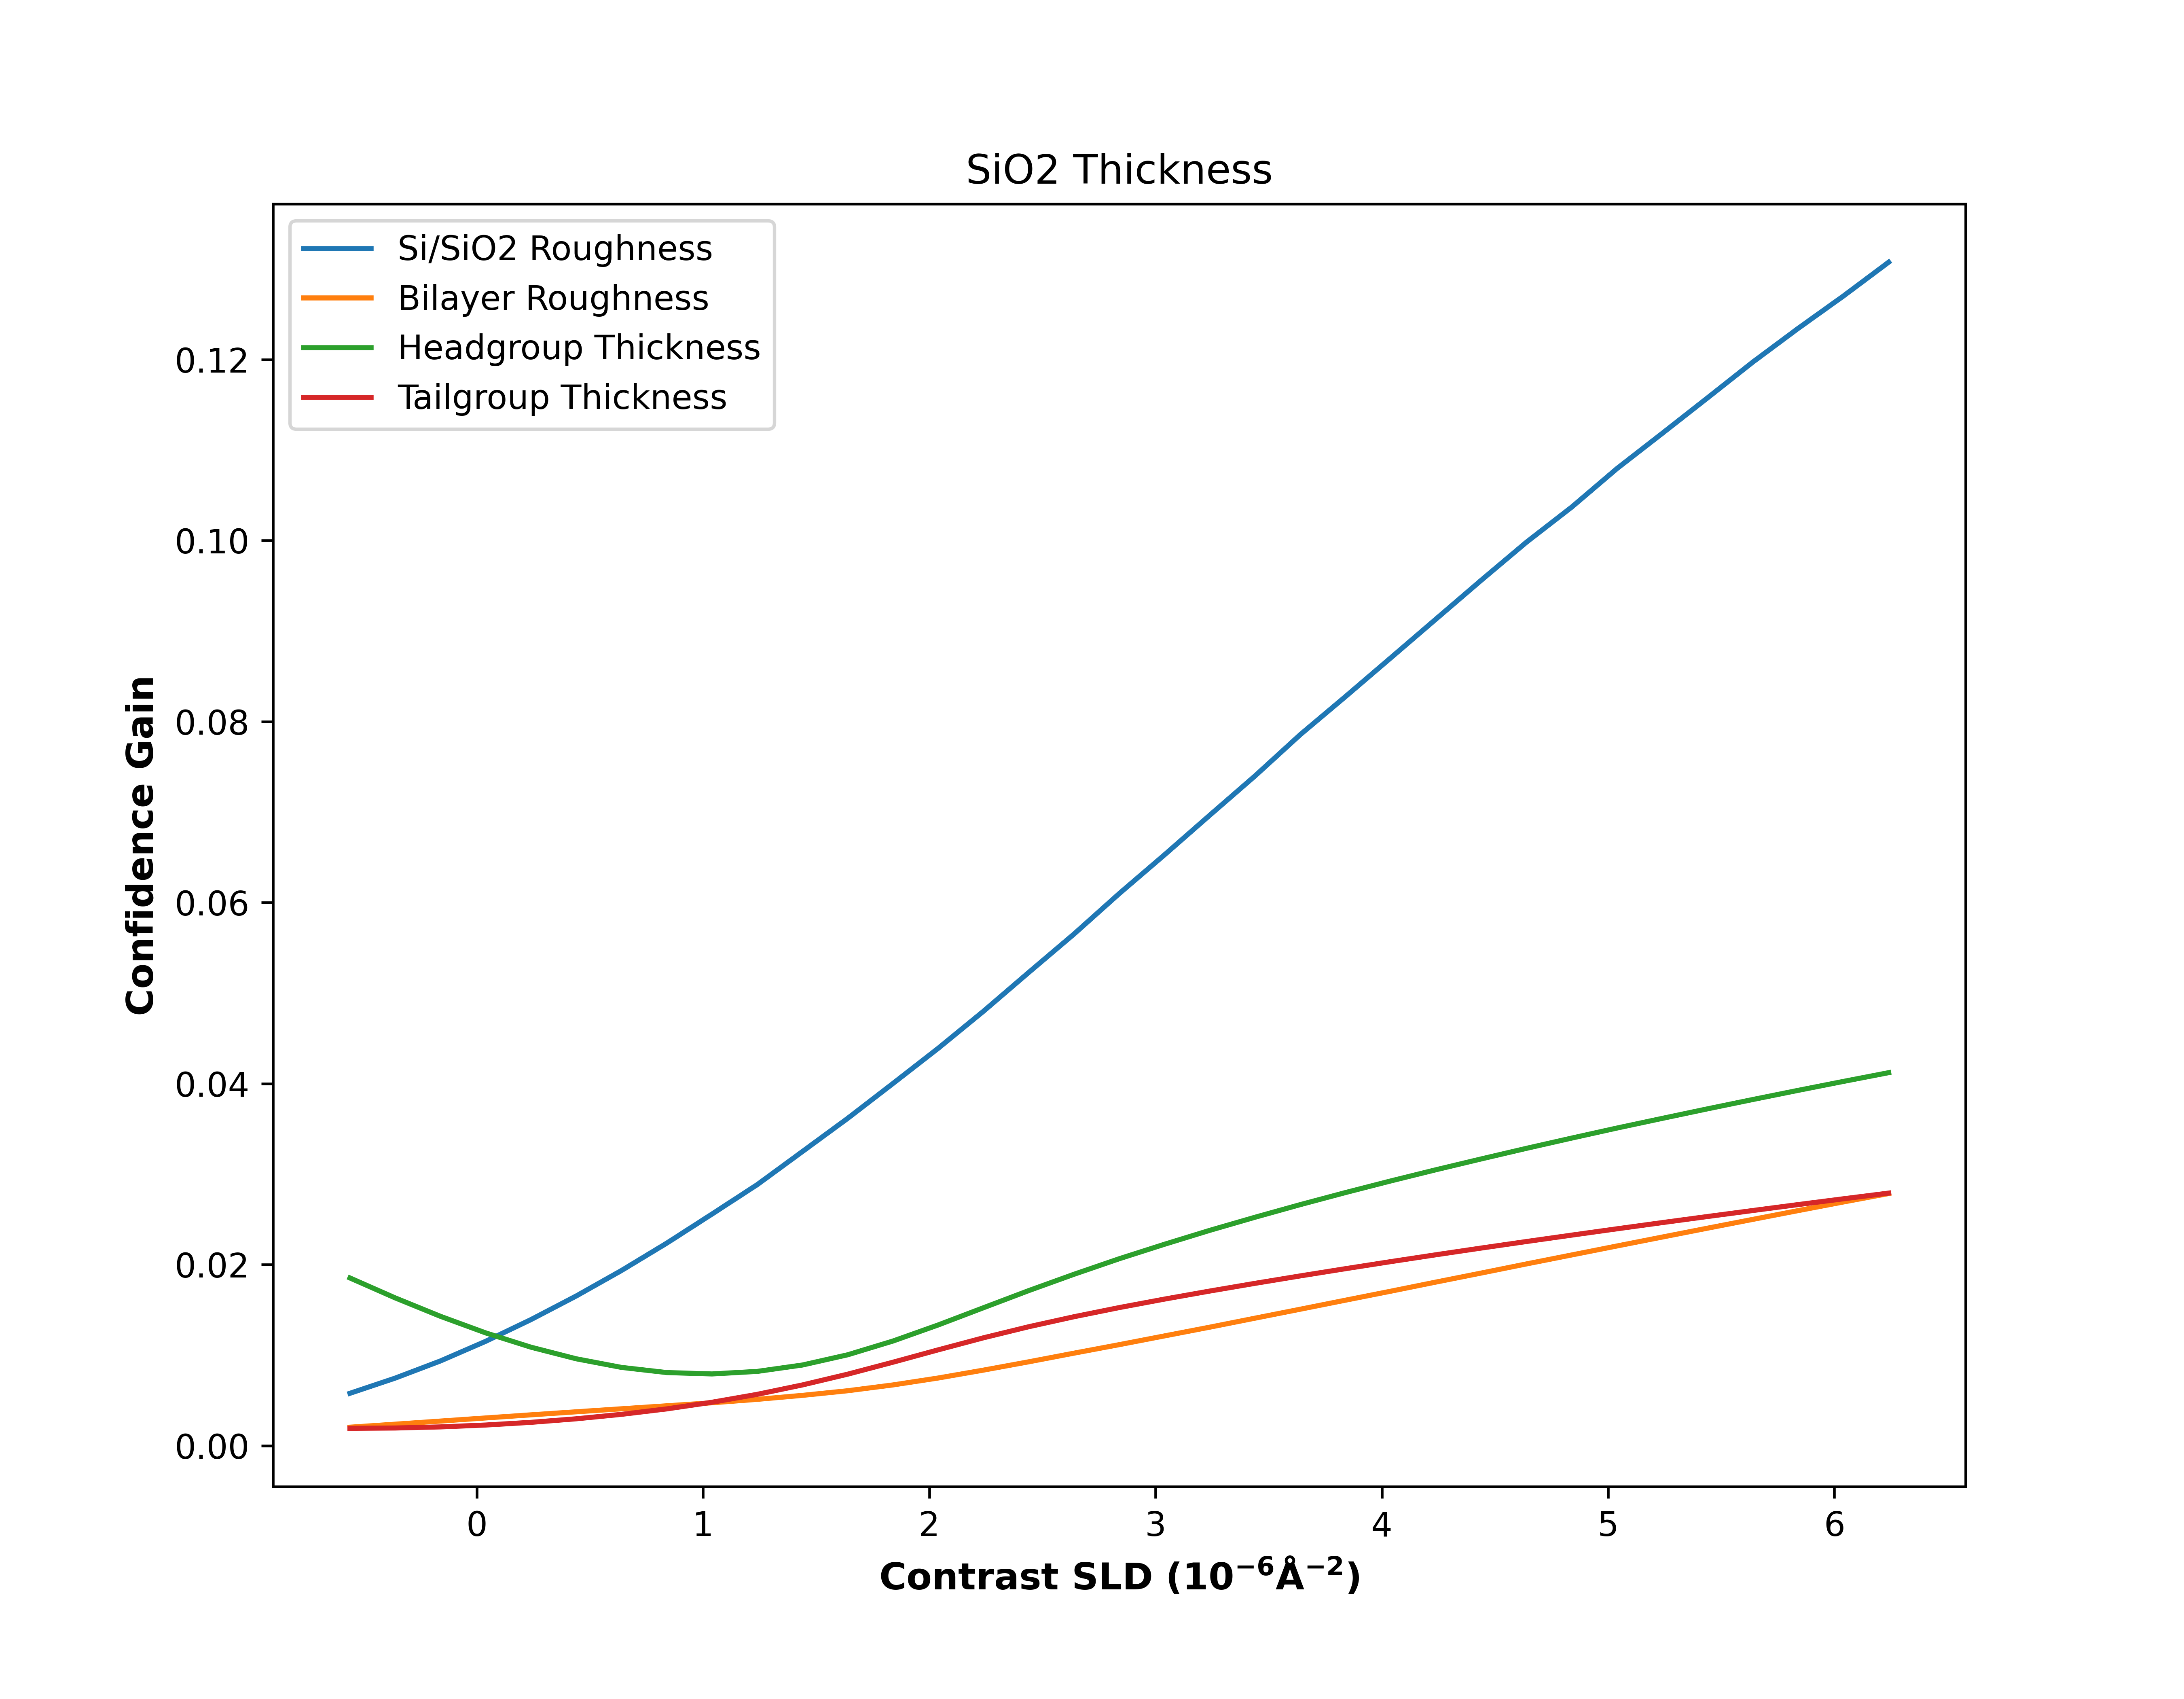 SiO2 Thickness
Si/SiO2 Roughness
Bilayer Roughness
Headgroup Thickness
Tailgroup Thickness
Confidence Gain
0.12
0.10
0.08
0.06
0.04
0.02
0.00
0 1 2 3 4 5 6
Contrast SLD (10⁻⁶Å⁻²)